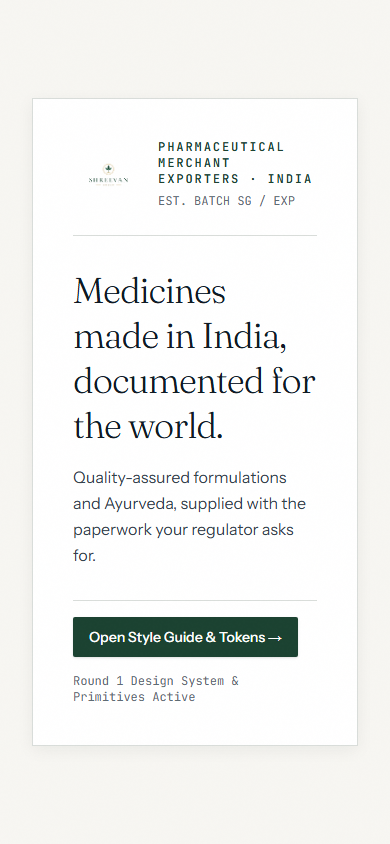 SHREEVAN
PHARMACEUTICAL
MERCHANT
EXPORTERS · INDIA
EST. BATCH SG / EXP
Medicines
made in India,
documented for
the world.
Quality-assured formulations
and Ayurveda, supplied with the
paperwork your regulator asks
for.
Open Style Guide & Tokens →
Round 1 Design System &
Primitives Active